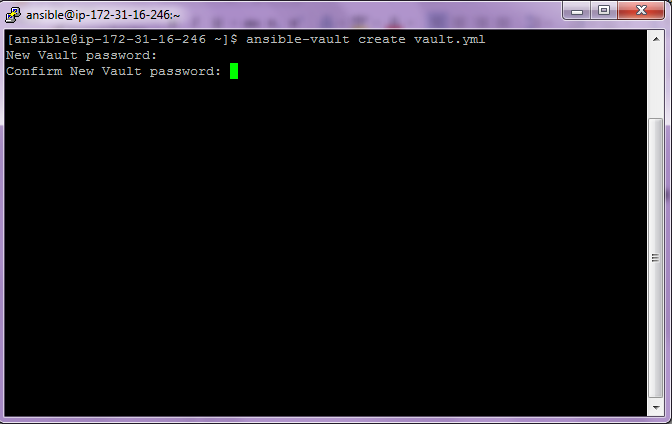 ansible@ip-172-31-16-246:~
[ansible@ip-172-31-16-246 ~]$ ansible-vault create vault.yml
New Vault password:
Confirm New Vault password: